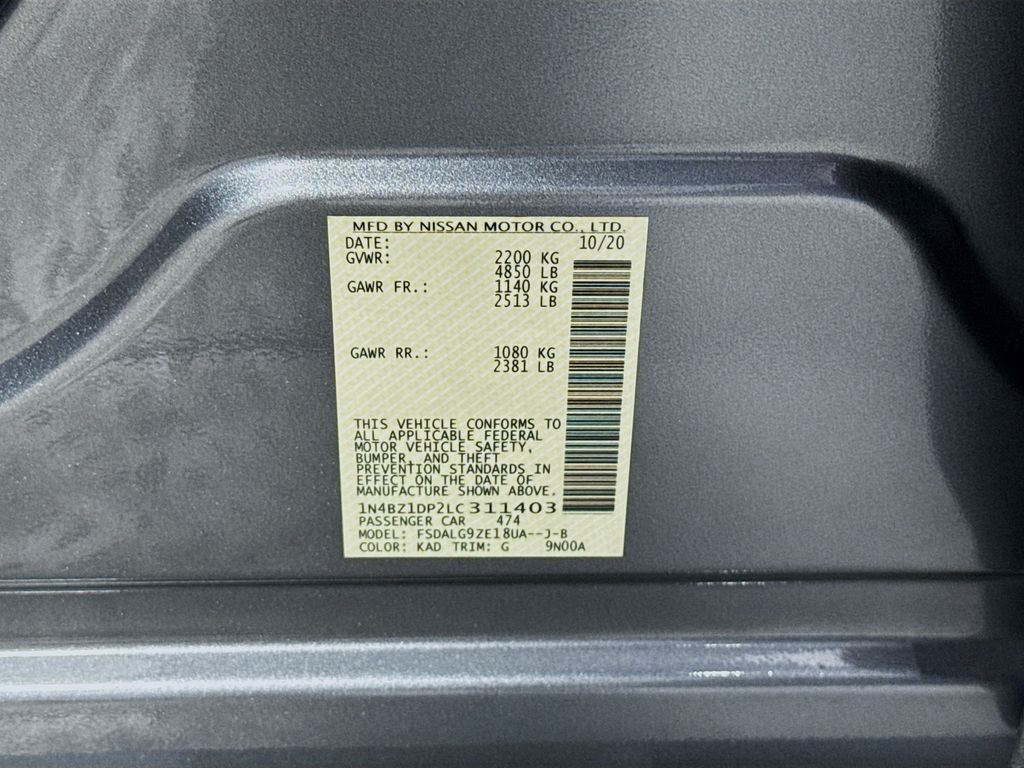 MFD BY NISSAN MOTOR CO., LTD.
DATE: 10/20
GVWR: 2200 KG
4850 LB
GAWR FR.: 1140 KG
2513 LB
GAWR RR.: 1080 KG
2381 LB
THIS VEHICLE CONFORMS TO
ALL APPLICABLE FEDERAL
MOTOR VEHICLE SAFETY,
BUMPER, AND THEFT
PREVENTION STANDARDS IN
EFFECT ON THE DATE OF
MANUFACTURE SHOWN ABOVE.
1N4BZ1DP2LC311403
PASSENGER CAR 474
MODEL: FSDALG9ZE18UA--J-B
COLOR: KAD TRIM: G 9N00A